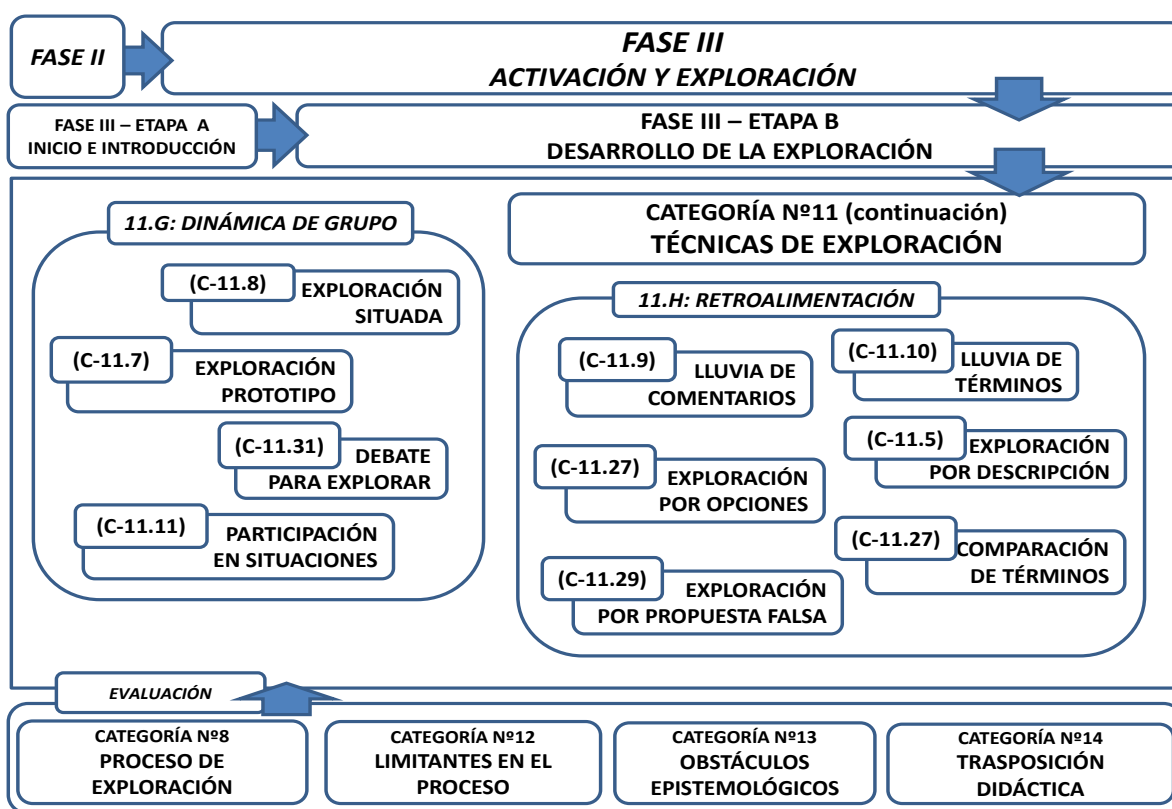 FASE II
FASE III
ACTIVACIÓN Y EXPLORACIÓN
FASE III – ETAPA A
INICIO E INTRODUCCIÓN
FASE III – ETAPA B
DESARROLLO DE LA EXPLORACIÓN
CATEGORÍA Nº11 (continuación)
TÉCNICAS DE EXPLORACIÓN
11.G: DINÁMICA DE GRUPO
(C-11.8)
EXPLORACIÓN
SITUADA
(C-11.7)
EXPLORACIÓN
PROTOTIPO
(C-11.31)
DEBATE
PARA EXPLORAR
(C-11.11)
PARTICIPACIÓN
EN SITUACIONES
11.H: RETROALIMENTACIÓN
(C-11.9)
LLUVIA DE
COMENTARIOS
(C-11.10)
LLUVIA DE
TÉRMINOS
(C-11.27)
EXPLORACIÓN
POR OPCIONES
(C-11.5)
EXPLORACIÓN
POR DESCRIPCIÓN
(C-11.29)
EXPLORACIÓN
POR PROPUESTA FALSA
(C-11.27)
COMPARACIÓN
DE TÉRMINOS
EVALUACIÓN
CATEGORÍA Nº8
PROCESO DE
EXPLORACIÓN
CATEGORÍA Nº12
LIMITANTES EN EL
PROCESO
CATEGORÍA Nº13
OBSTÁCULOS
EPISTEMOLÓGICOS
CATEGORÍA Nº14
TRASPOSICIÓN
DIDÁCTICA